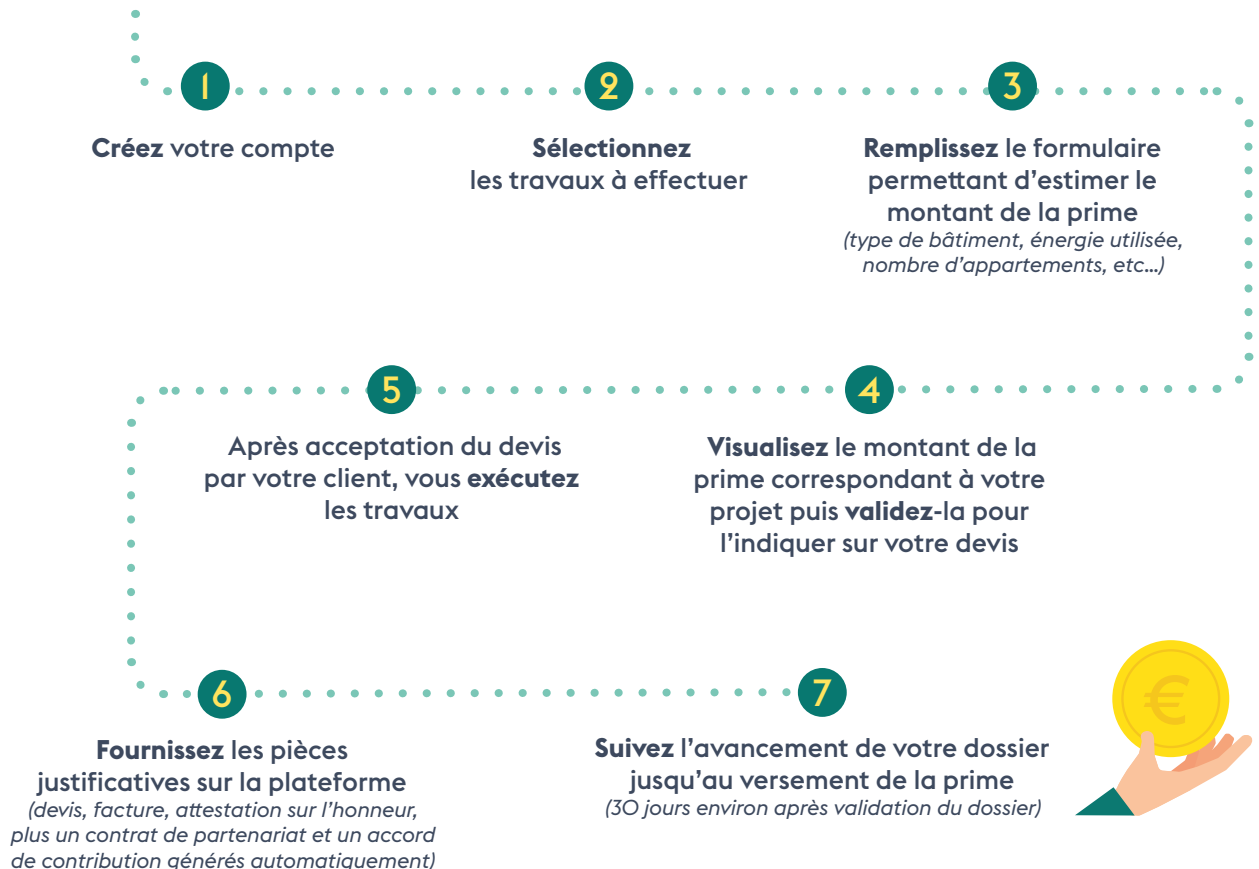 1
Créez votre compte
2
Sélectionnez
les travaux à effectuer
3
Remplissez le formulaire
permettant d’estimer le
montant de la prime
(type de bâtiment, énergie utilisée,
nombre d’appartements, etc...)
4
Visualisez le montant de la
prime correspondant à votre
projet puis validez-la pour
l’indiquer sur votre devis
5
Après acceptation du devis
par votre client, vous exécutez
les travaux
6
Fournissez les pièces
justificatives sur la plateforme
(devis, facture, attestation sur l’honneur,
plus un contrat de partenariat et un accord
de contribution générés automatiquement)
7
Suivez l’avancement de votre dossier
jusqu’au versement de la prime
(30 jours environ après validation du dossier)
€